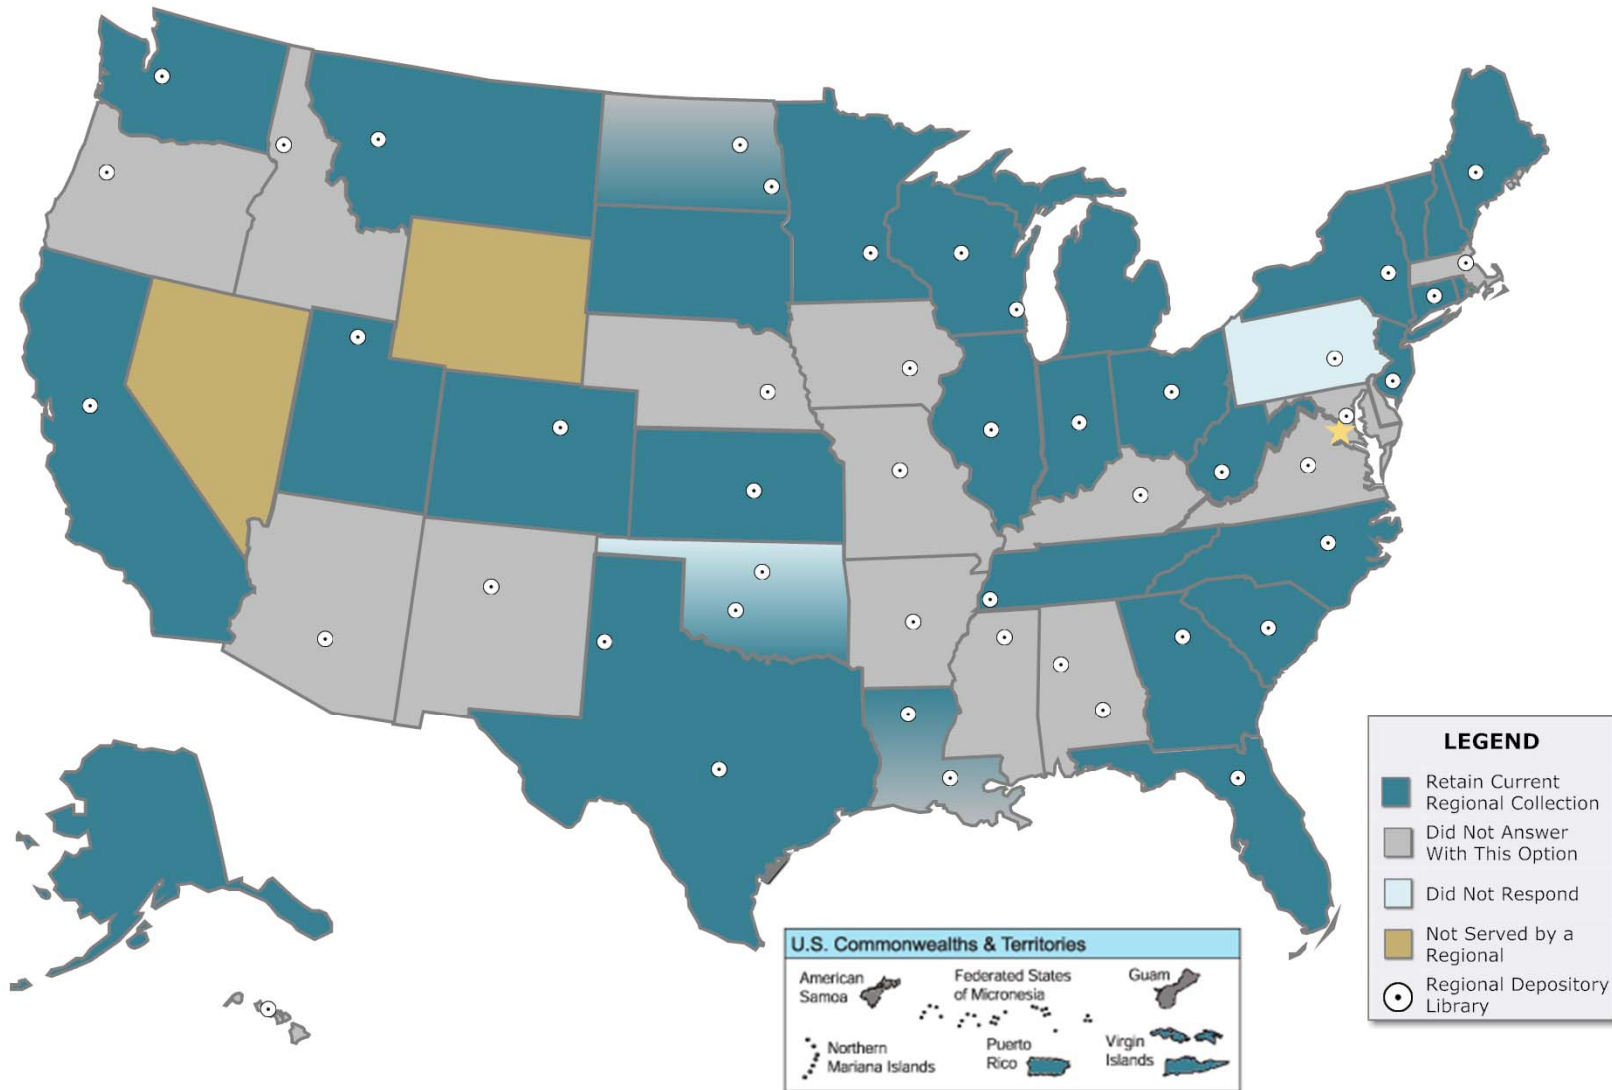 LEGEND
Retain Current
Regional Collection
Did Not Answer
With This Option
Did Not Respond
Not Served by a
Regional
Regional Depository
Library
U.S. Commonwealths & Territories
American
Samoa
Federated States
of Micronesia
Guam
Northern
Mariana Islands
Puerto
Rico
Virgin
Islands